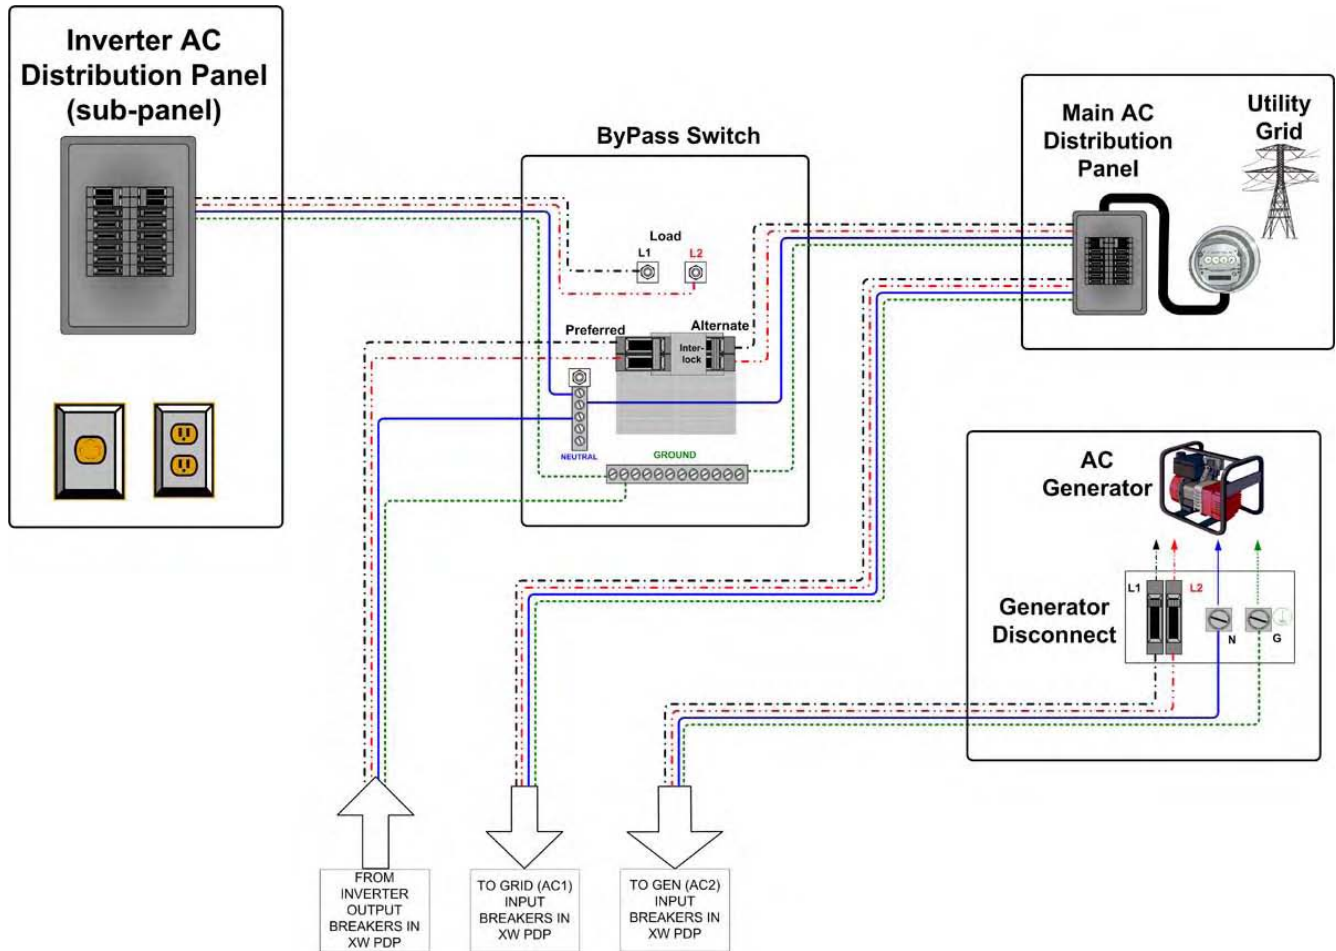 Inverter AC
Distribution Panel
(sub-panel)
ByPass Switch
Load
L1
L2
Preferred
Alternate
Inter-
lock
NEUTRAL
GROUND
Main AC
Distribution
Panel
Utility
Grid
AC
Generator
Generator
Disconnect
L1
L2
N
G
FROM
INVERTER
OUTPUT
BREAKERS IN
XW PDP
TO GRID (AC1)
INPUT
BREAKERS IN
XW PDP
TO GEN (AC2)
INPUT
BREAKERS IN
XW PDP